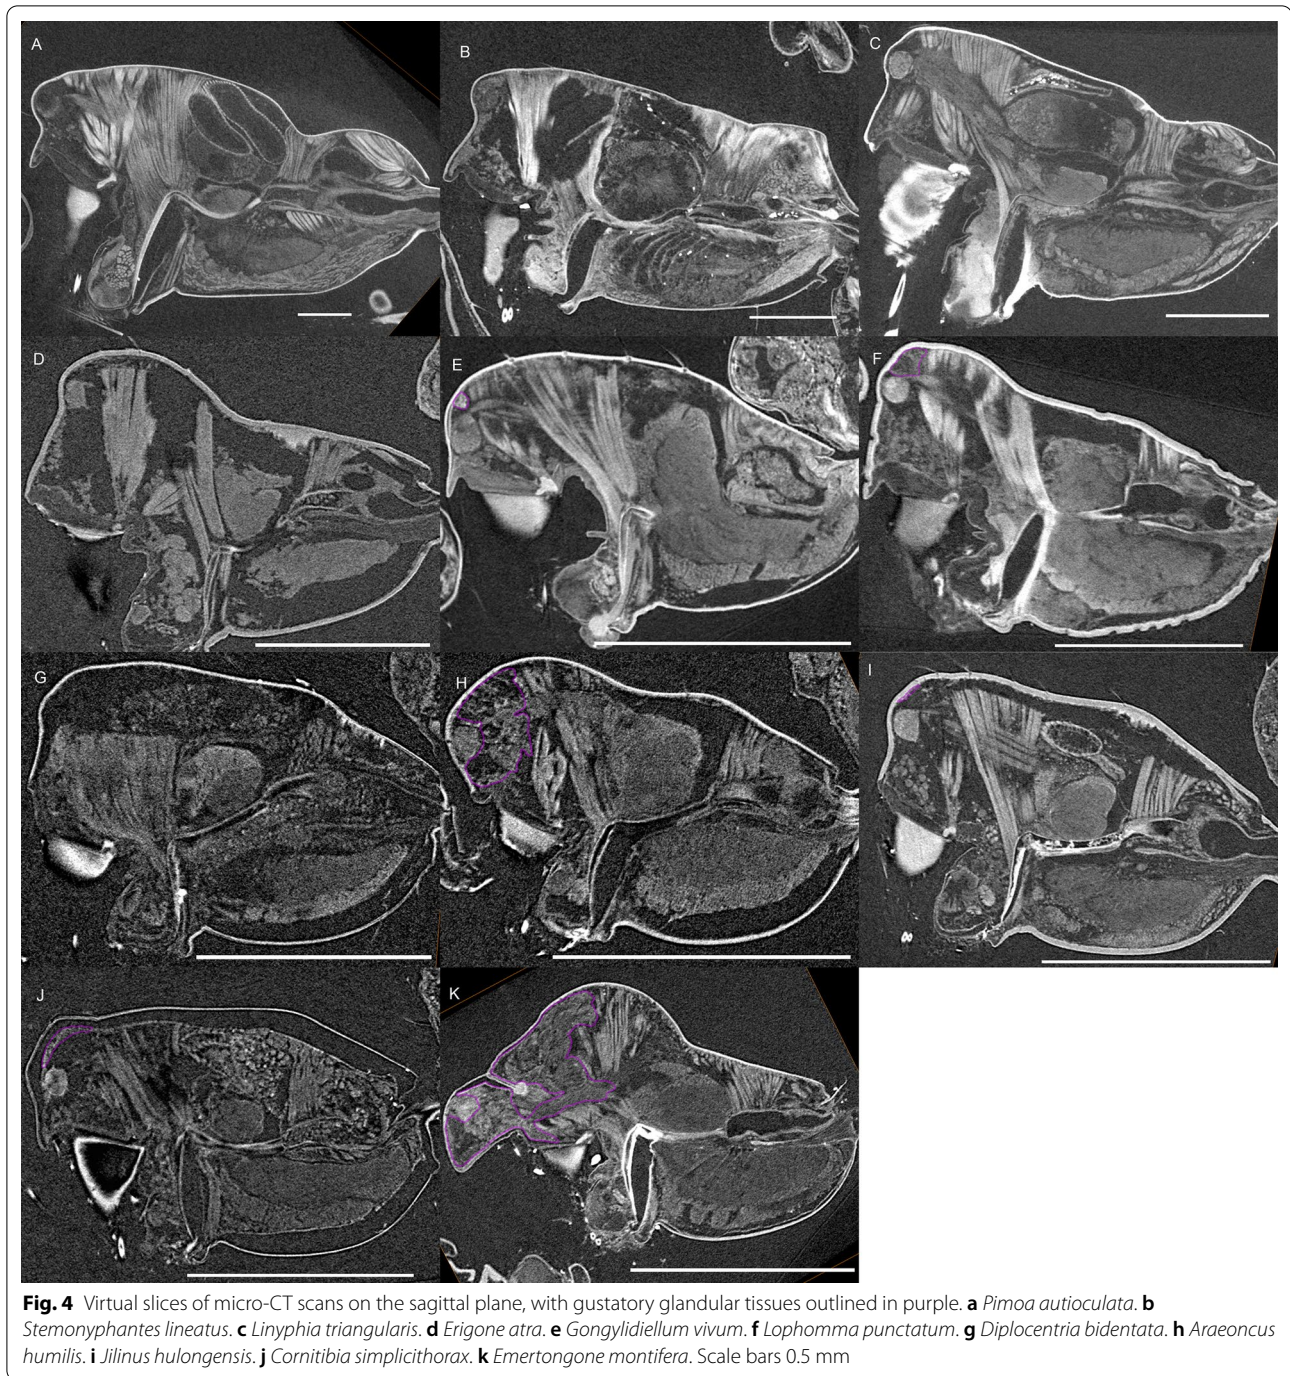 A
B
C
D
E
F
G
H
I
J
K
Fig. 4 Virtual slices of micro-CT scans on the sagittal plane, with gustatory glandular tissues outlined in purple. a Pimoa autioculata. b
Stemonyphantes lineatus. c Linyphia triangularis. d Erigone atra. e Gongylidiellum vivum. f Lophomma punctatum. g Diplocentria bidentata. h Araeoncus
humilis. i Jilinus hulongensis. j Cornitibia simplicithorax. k Emertongone montifera. Scale bars 0.5 mm